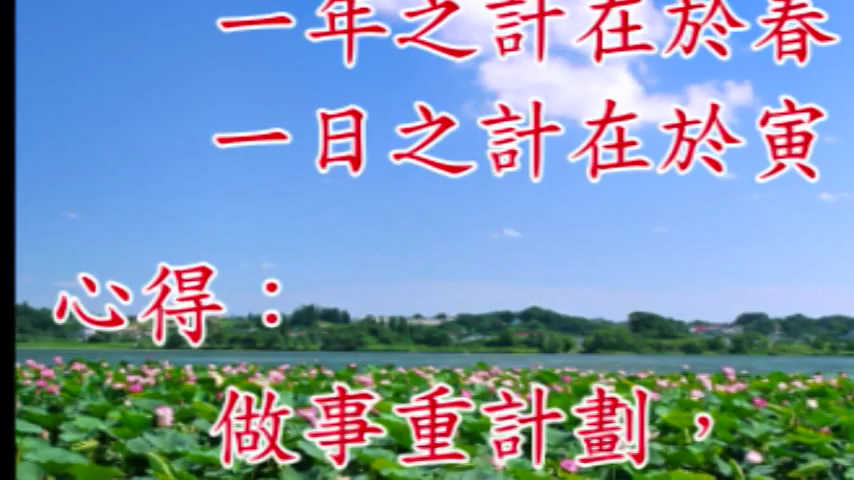 一年之計在於春
一日之計在於寅
心得：
做事重計劃，